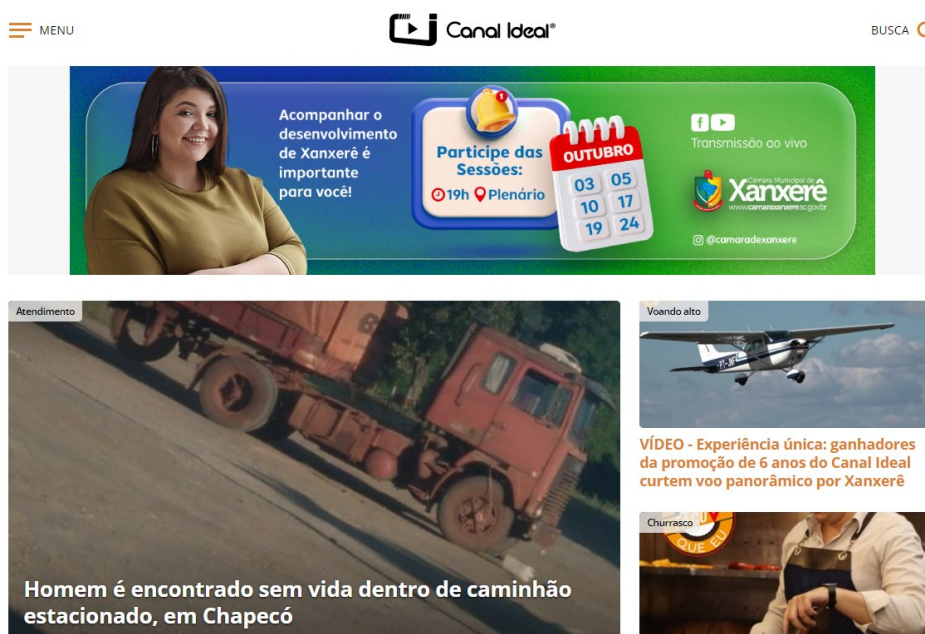 MENU
Canal Ideal®
BUSCA
Acompanhar o
desenvolvimento
de Xanxerê é
importante
para você!
1
Participe das
Sessões:
19h Plenário
OUTUBRO
03 05
10 17
19 24
Transmissão ao vivo
Câmara Municipal de
Xanxerê
www.camaraxanxere.sc.gov.br
@camaradexanxere
Atendimento
Homem é encontrado sem vida dentro de caminhão
estacionado, em Chapecó
Voando alto
VÍDEO - Experiência única: ganhadores
da promoção de 6 anos do Canal Ideal
curtem voo panorâmico por Xanxerê
Churrasco
QUE EU